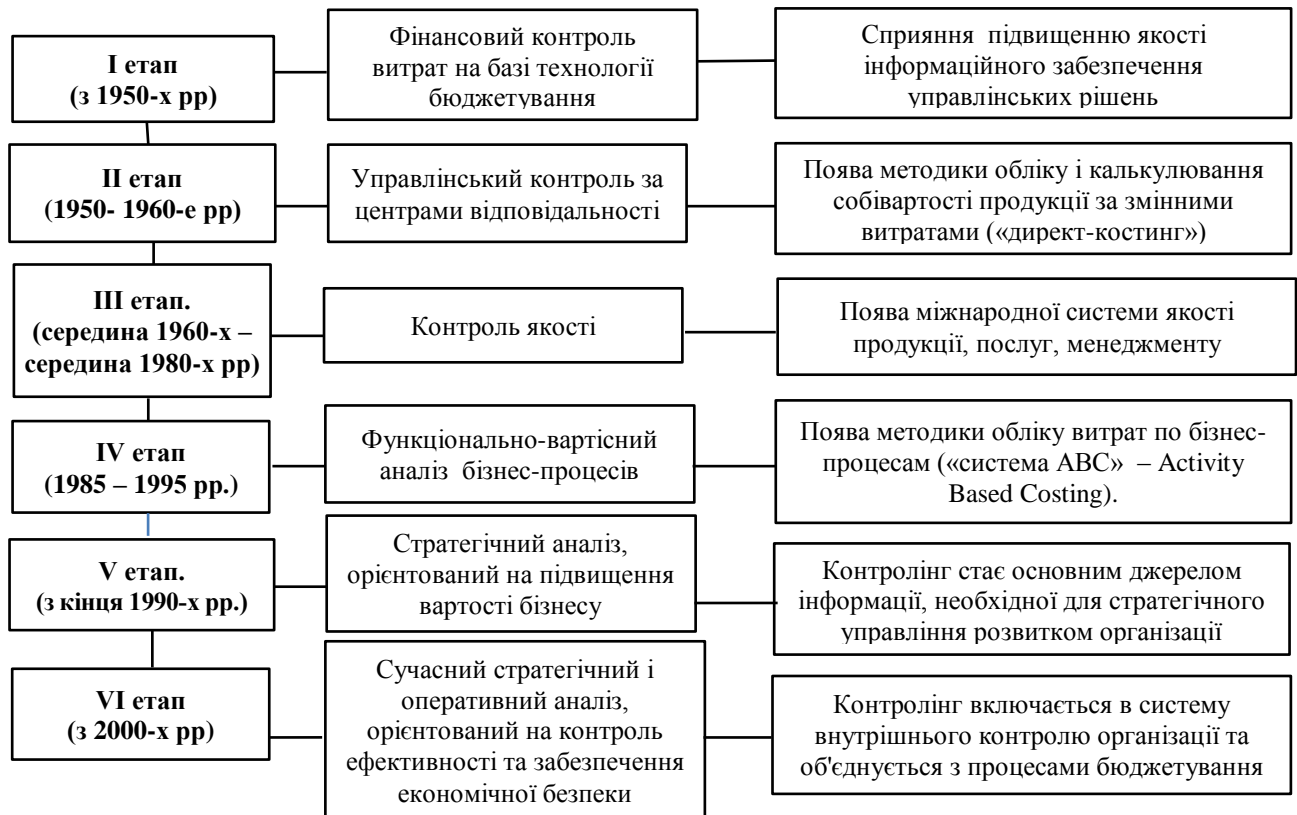 І етап
(з 1950-х рр)
Фінансовий контроль
витрат на базі технології
бюджетування
Сприяння підвищенню якості
інформаційного забезпечення
управлінських рішень
ІІ етап
(1950- 1960-е рр)
Управлінський контроль за
центрами відповідальності
Поява методики обліку і калькулювання
собівартості продукції за змінними
витратами («директ-костинг»)
ІІІ етап.
(середина 1960-х –
середина 1980-х рр)
Контроль якості
Поява міжнародної системи якості
продукції, послуг, менеджменту
IV етап
(1985 – 1995 рр.)
Функціонально-вартісний
аналіз бізнес-процесів
Поява методики обліку витрат по бізнес-
процесам («система АВС» – Activity
Based Costing).
V етап.
(з кінця 1990-х рр.)
Стратегічний аналіз,
орієнтований на підвищення
вартості бізнесу
Контролінг стає основним джерелом
інформації, необхідної для стратегічного
управління розвитком організації
VI етап
(з 2000-х рр)
Сучасний стратегічний і
оперативний аналіз,
орієнтований на контроль
ефективності та забезпечення
економічної безпеки
Контролінг включається в систему
внутрішнього контролю організації та
об'єднується з процесами бюджетування